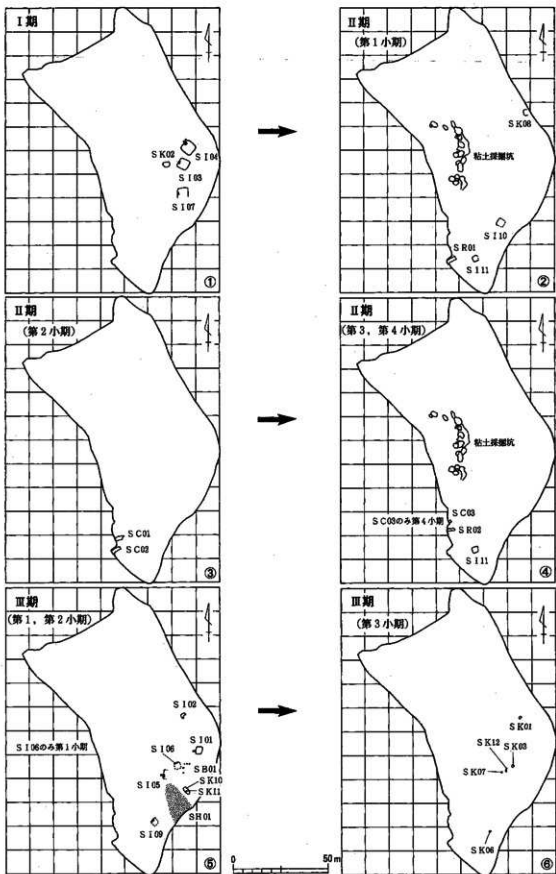 I期
SK02
SI04
SI03
SI07
①
II期
(第1小期)
SK08
粘土採掘坑
SI10
SR01
SI11
②
II期
(第2小期)
SC01
SC02
③
II期
(第3，第4小期)
粘土採掘坑
SC03
SC03のみ第4小期
SR02
SI11
④
III期
(第1，第2小期)
SI02
SI06のみ第1小期
SI01
SI06
SB01
SI05
SK10
SK11
SH01
SI09
⑤
III期
(第3小期)
SK01
SK12
SK03
SK07
SK06
⑥
0
50m